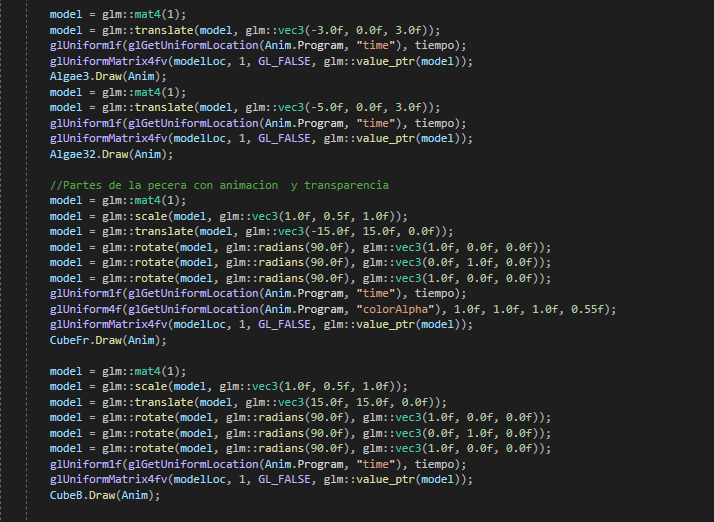 model = glm::mat4(1);
model = glm::translate(model, glm::vec3(-3.0f, 0.0f, 3.0f));
glUniform1f(glGetUniformLocation(Anim.Program, "time"), tiempo);
glUniformMatrix4fv(modelLoc, 1, GL_FALSE, glm::value_ptr(model));
Algae3.Draw(Anim);
model = glm::mat4(1);
model = glm::translate(model, glm::vec3(-5.0f, 0.0f, 3.0f));
glUniform1f(glGetUniformLocation(Anim.Program, "time"), tiempo);
glUniformMatrix4fv(modelLoc, 1, GL_FALSE, glm::value_ptr(model));
Algae32.Draw(Anim);
//Partes de la pecera con animacion  y transparencia
model = glm::mat4(1);
model = glm::scale(model, glm::vec3(1.0f, 0.5f, 1.0f));
model = glm::translate(model, glm::vec3(-15.0f, 15.0f, 0.0f));
model = glm::rotate(model, glm::radians(90.0f), glm::vec3(1.0f, 0.0f, 0.0f));
model = glm::rotate(model, glm::radians(90.0f), glm::vec3(0.0f, 1.0f, 0.0f));
model = glm::rotate(model, glm::radians(90.0f), glm::vec3(1.0f, 0.0f, 0.0f));
glUniform1f(glGetUniformLocation(Anim.Program, "time"), tiempo);
glUniform4f(glGetUniformLocation(Anim.Program, "colorAlpha"), 1.0f, 1.0f, 1.0f, 0.55f);
glUniformMatrix4fv(modelLoc, 1, GL_FALSE, glm::value_ptr(model));
CubeFr.Draw(Anim);
model = glm::mat4(1);
model = glm::scale(model, glm::vec3(1.0f, 0.5f, 1.0f));
model = glm::translate(model, glm::vec3(15.0f, 15.0f, 0.0f));
model = glm::rotate(model, glm::radians(90.0f), glm::vec3(1.0f, 0.0f, 0.0f));
model = glm::rotate(model, glm::radians(90.0f), glm::vec3(0.0f, 1.0f, 0.0f));
model = glm::rotate(model, glm::radians(90.0f), glm::vec3(1.0f, 0.0f, 0.0f));
glUniform1f(glGetUniformLocation(Anim.Program, "time"), tiempo);
glUniformMatrix4fv(modelLoc, 1, GL_FALSE, glm::value_ptr(model));
CubeB.Draw(Anim);